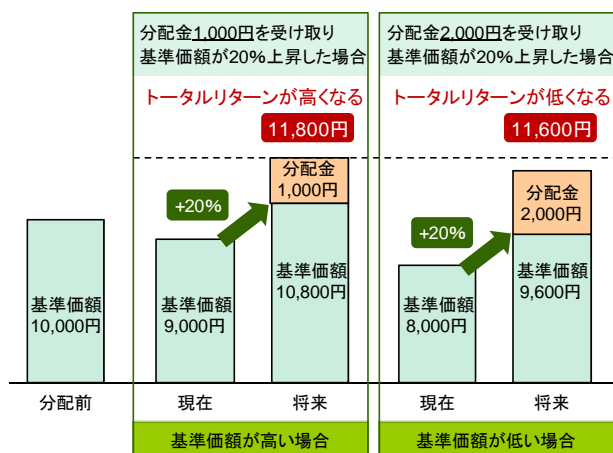 分配金1,000円を受け取り
基準価額が20%上昇した場合
トータルリターンが高くなる
11,800円
分配金
1,000円
+20%
基準価額
10,000円
基準価額
9,000円
基準価額
10,800円
分配前
現在
将来
基準価額が高い場合
分配金2,000円を受け取り
基準価額が20%上昇した場合
トータルリターンが低くなる
11,600円
分配金
2,000円
+20%
基準価額
8,000円
基準価額
9,600円
現在
将来
基準価額が低い場合